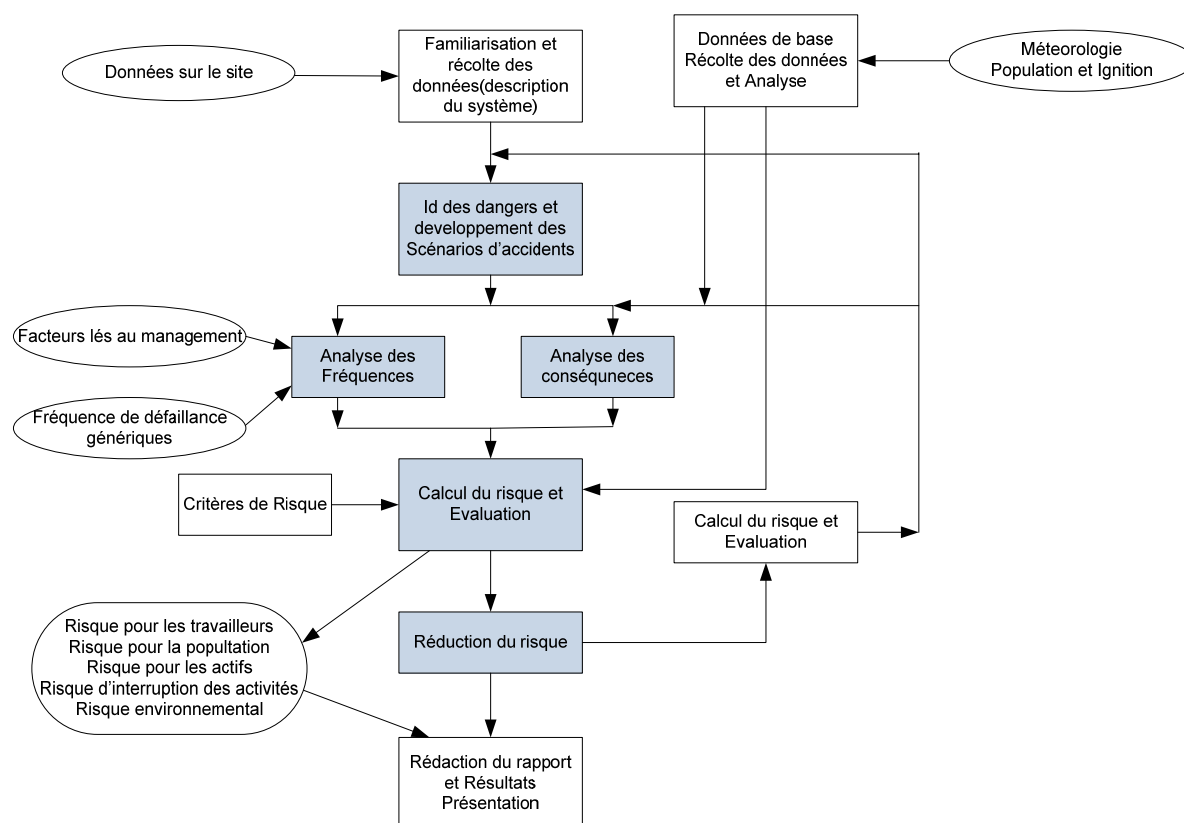 Données sur le site
Familiarisation et
récolte des
données(description
du système)
Données de base
Récolte des données
et Analyse
Méteorologie
Population et Ignition
Id des dangers et
developpement des
Scénarios d'accidents
Facteurs lés au management
Analyse des
Fréquences
Analyse des
conséquneces
Fréquence de défaillance
génériques
Critères de Risque
Calcul du risque et
Evaluation
Calcul du risque et
Evaluation
Risque pour les travailleurs
Risque pour la popultation
Risque pour les actifs
Risque d'interruption des activités
Risque environnemental
Réduction du risque
Rédaction du rapport
et Résultats
Présentation